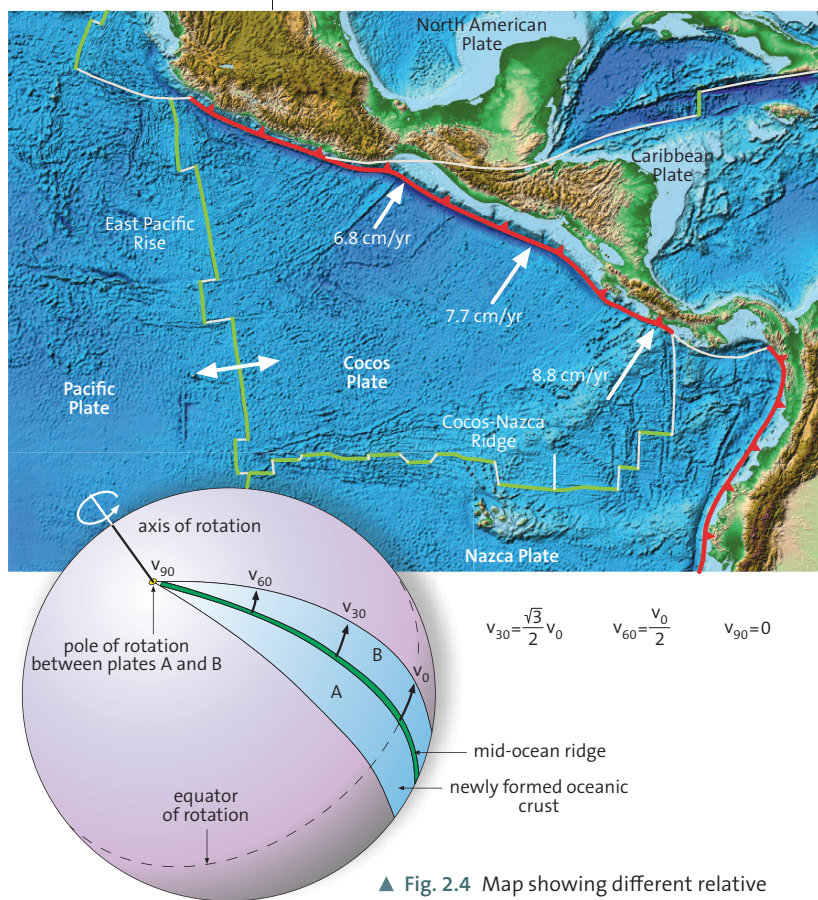 North American
Plate
Caribbean
Plate
East Pacific
Rise
6.8 cm/yr
7.7 cm/yr
8.8 cm/yr
Pacific
Plate
Cocos
Plate
Cocos-Nazca
Ridge
Nazca Plate
axis of rotation
v90
v60
v30
v0
pole of rotation
between plates A and B
B
A
v30=√3/2 v0 v60=v0/2 v90=0
mid-ocean ridge
newly formed oceanic
crust
equator
of rotation
▲ Fig. 2.4 Map showing different relative